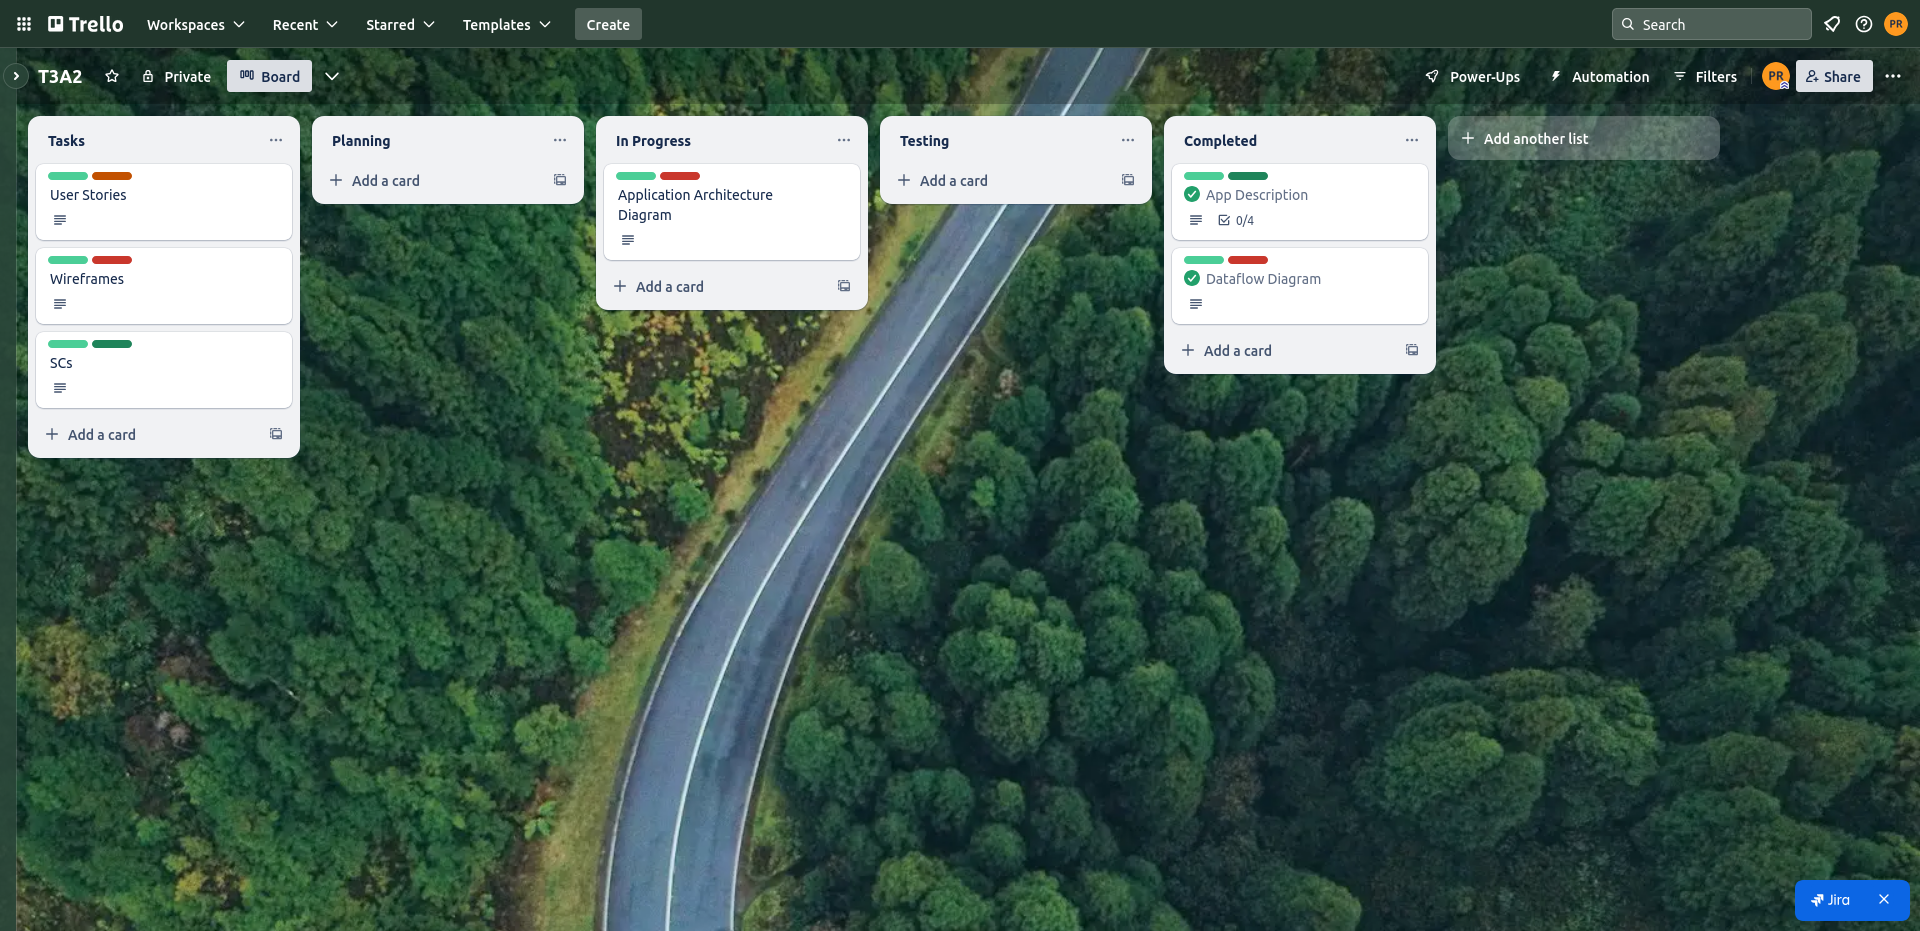 Trello
Workspaces
Recent
Starred
Templates
Create
Search
PR
T3A2
Private
Board
Power-Ups
Automation
Filters
PR
Share
Tasks
User Stories
Wireframes
SCs
Add a card
Planning
Add a card
In Progress
Application Architecture
Diagram
Add a card
Testing
Add a card
Completed
App Description
0/4
Dataflow Diagram
Add a card
Add another list
Jira